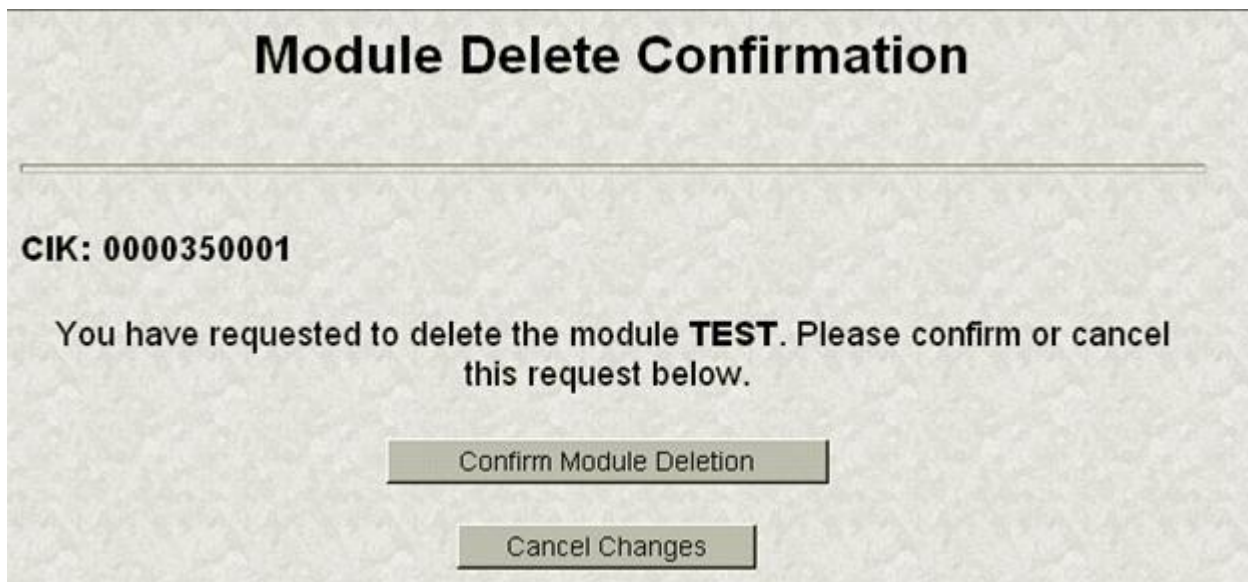 Module Delete Confirmation
CIK: 0000350001
You have requested to delete the module TEST. Please confirm or cancel
this request below.
Confirm Module Deletion
Cancel Changes